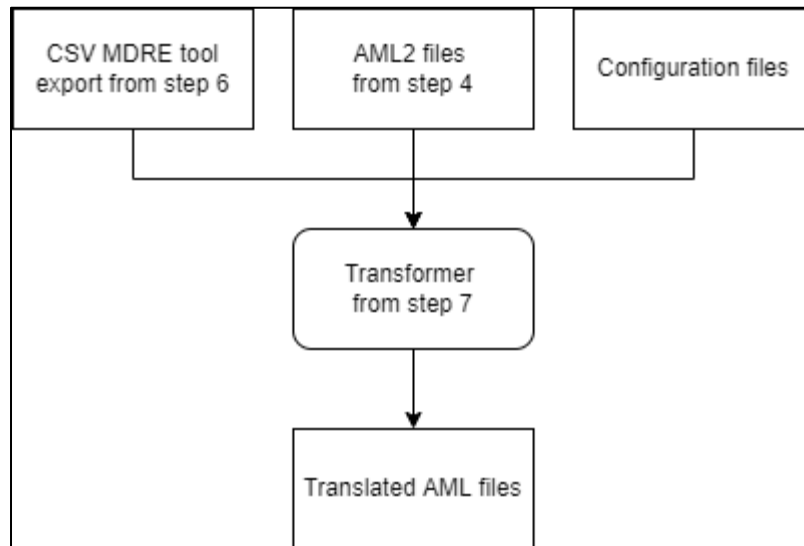 CSV MDRE tool
export from step 6
AML2 files
from step 4
Configuration files
Transformer
from step 7
Translated AML files